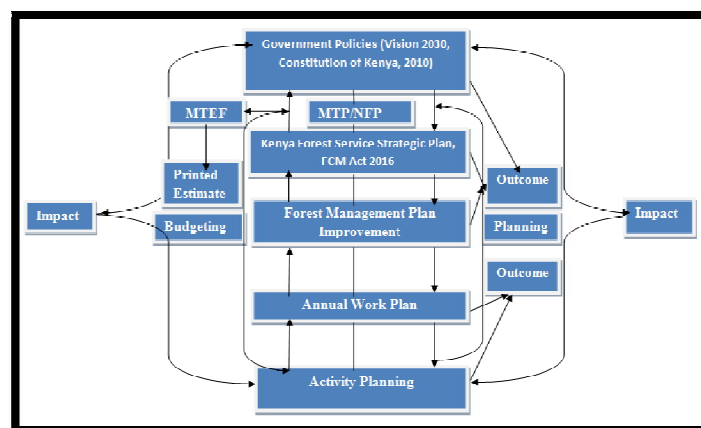 Government Policies (Vision 2030,
Constitution of Kenya, 2010)
MTEF
MTP/NFP
Kenya Forest Service Strategic Plan,
FCM Act 2016
Printed
Estimate
Outcome
Impact
Forest Management Plan
Improvement
Impact
Budgeting
Planning
Outcome
Annual Work Plan
Activity Planning